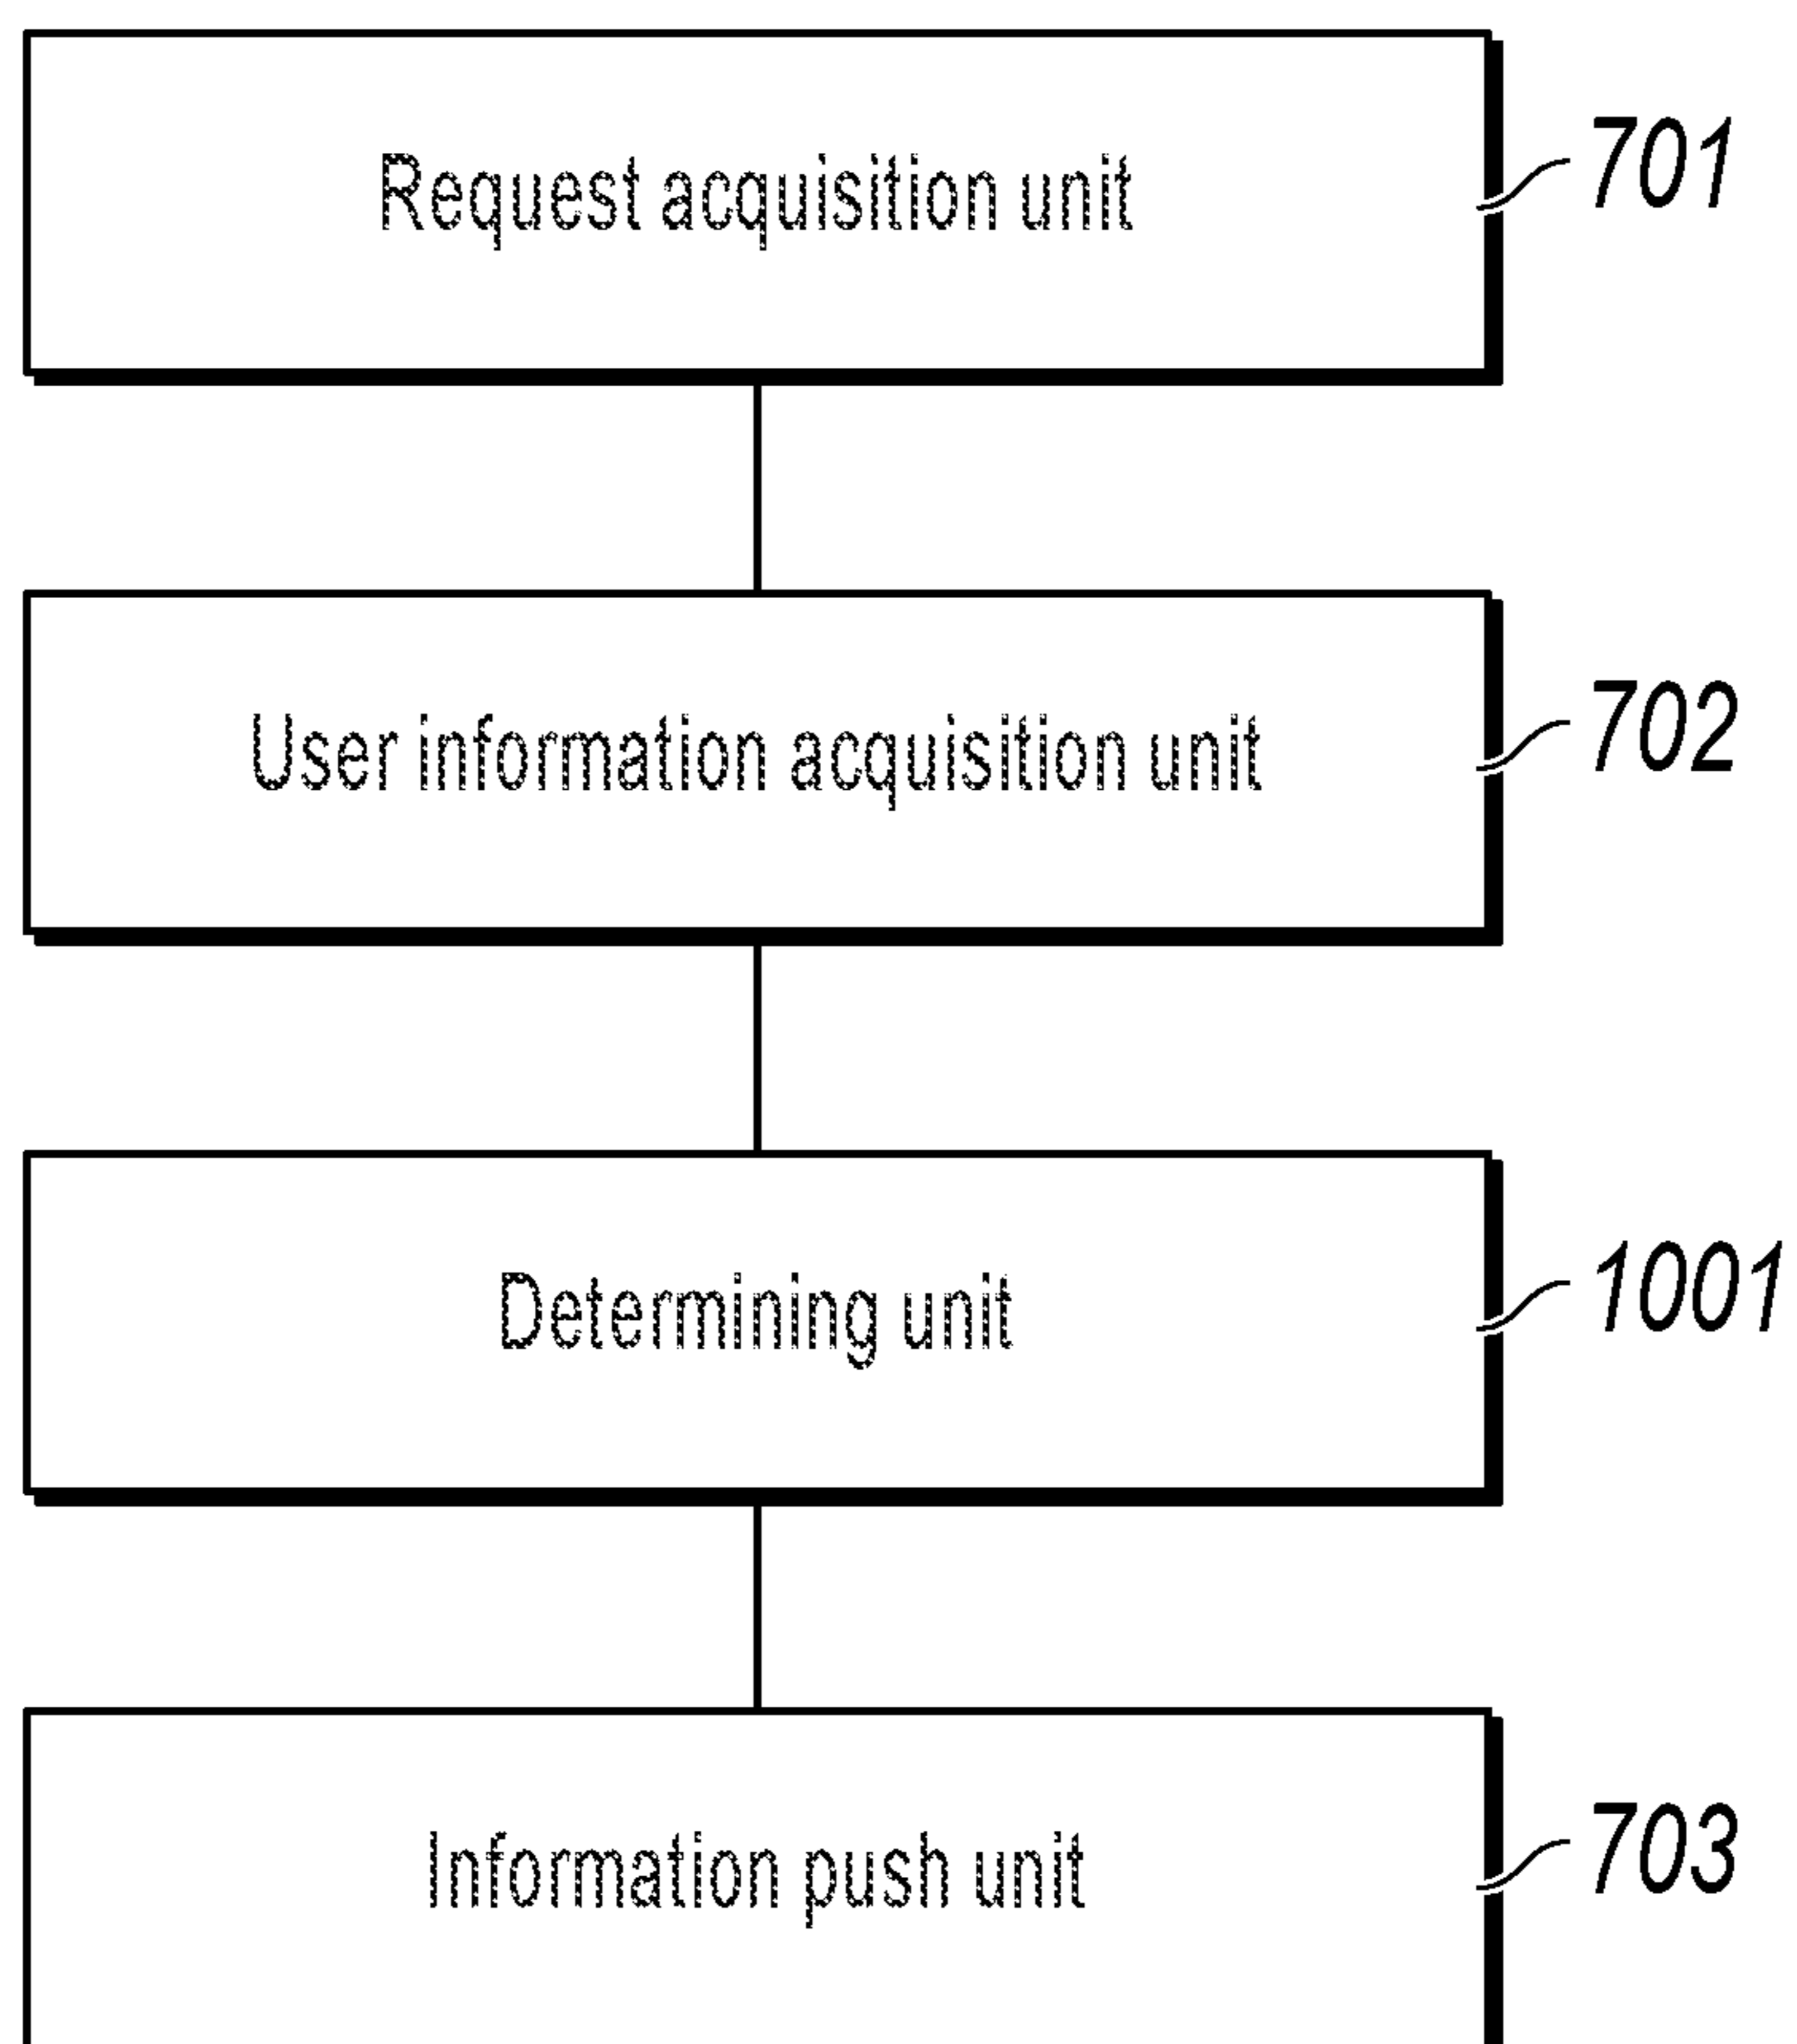 Request acquisition unit
701
User information acquisition unit
702
Determining unit
1001
Information push unit
703